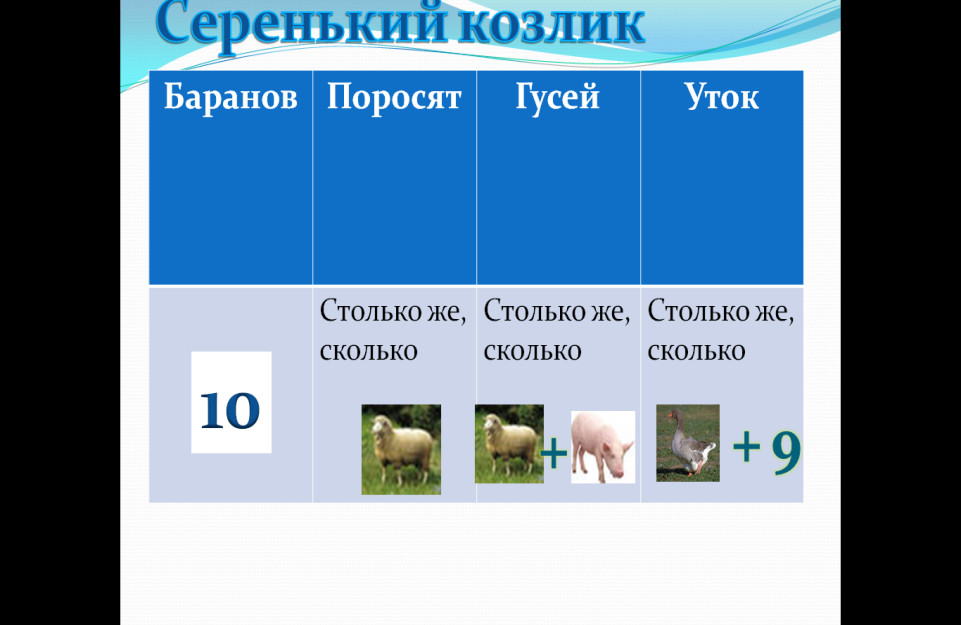 Серенький козлик
Баранов Поросят Гусей Уток
10
Столько же,
сколько
Столько же,
сколько
+
Столько же,
сколько
+ 9